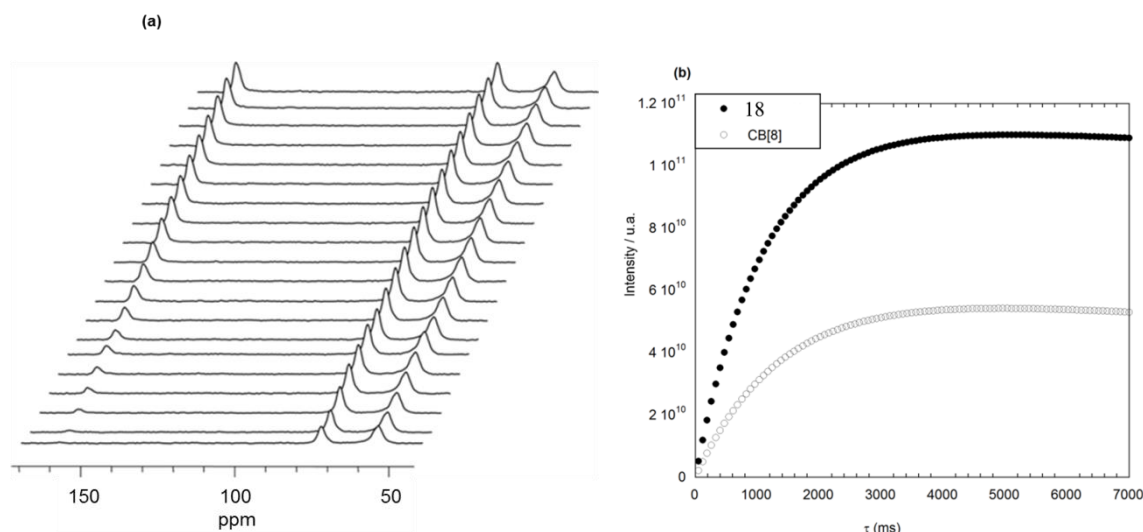 (a)
150
100
50
ppm
(b)
1.2 10¹¹
1 10¹¹
8 10¹⁰
6 10¹⁰
4 10¹⁰
2 10¹⁰
0
Intensity / u.a.
18
CB[8]
0 1000 2000 3000 4000 5000 6000 7000
τ (ms)